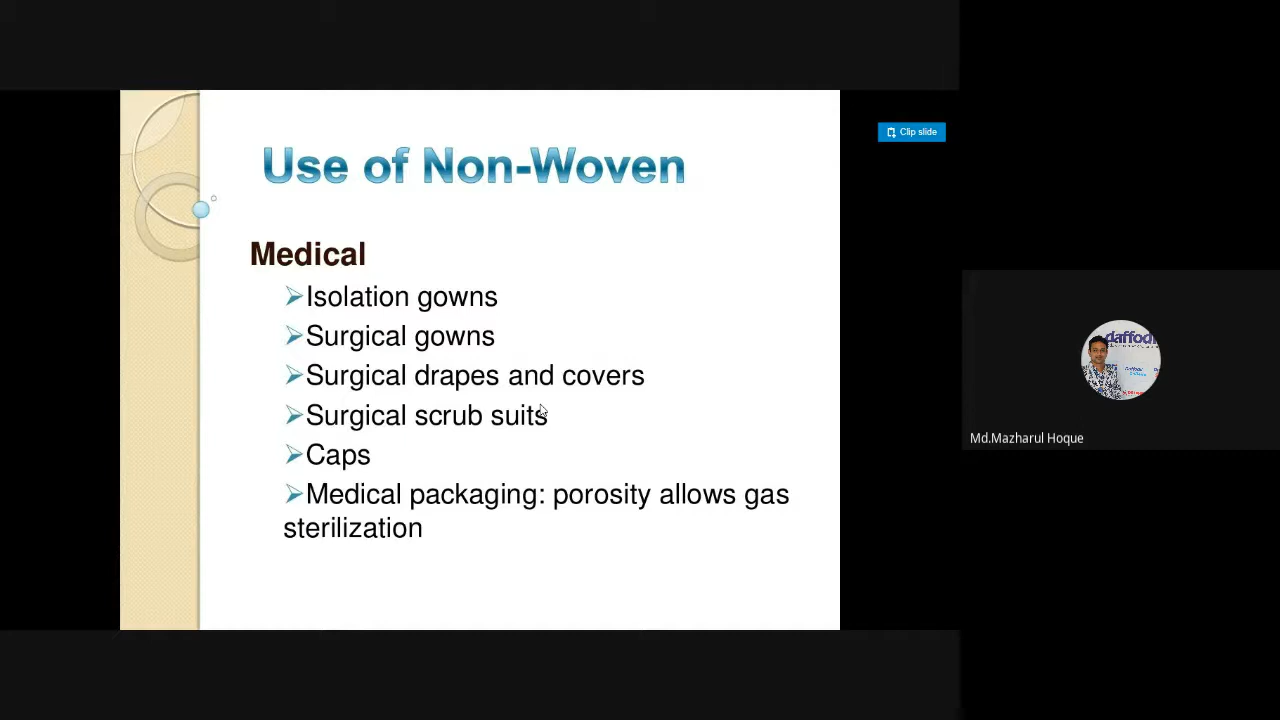 Clip slide
Use of Non-Woven
Medical
➢Isolation gowns
➢Surgical gowns
➢Surgical drapes and covers
➢Surgical scrub suits
➢Caps
➢Medical packaging: porosity allows gas
sterilization
daffodi
Md.Mazharul Hoque